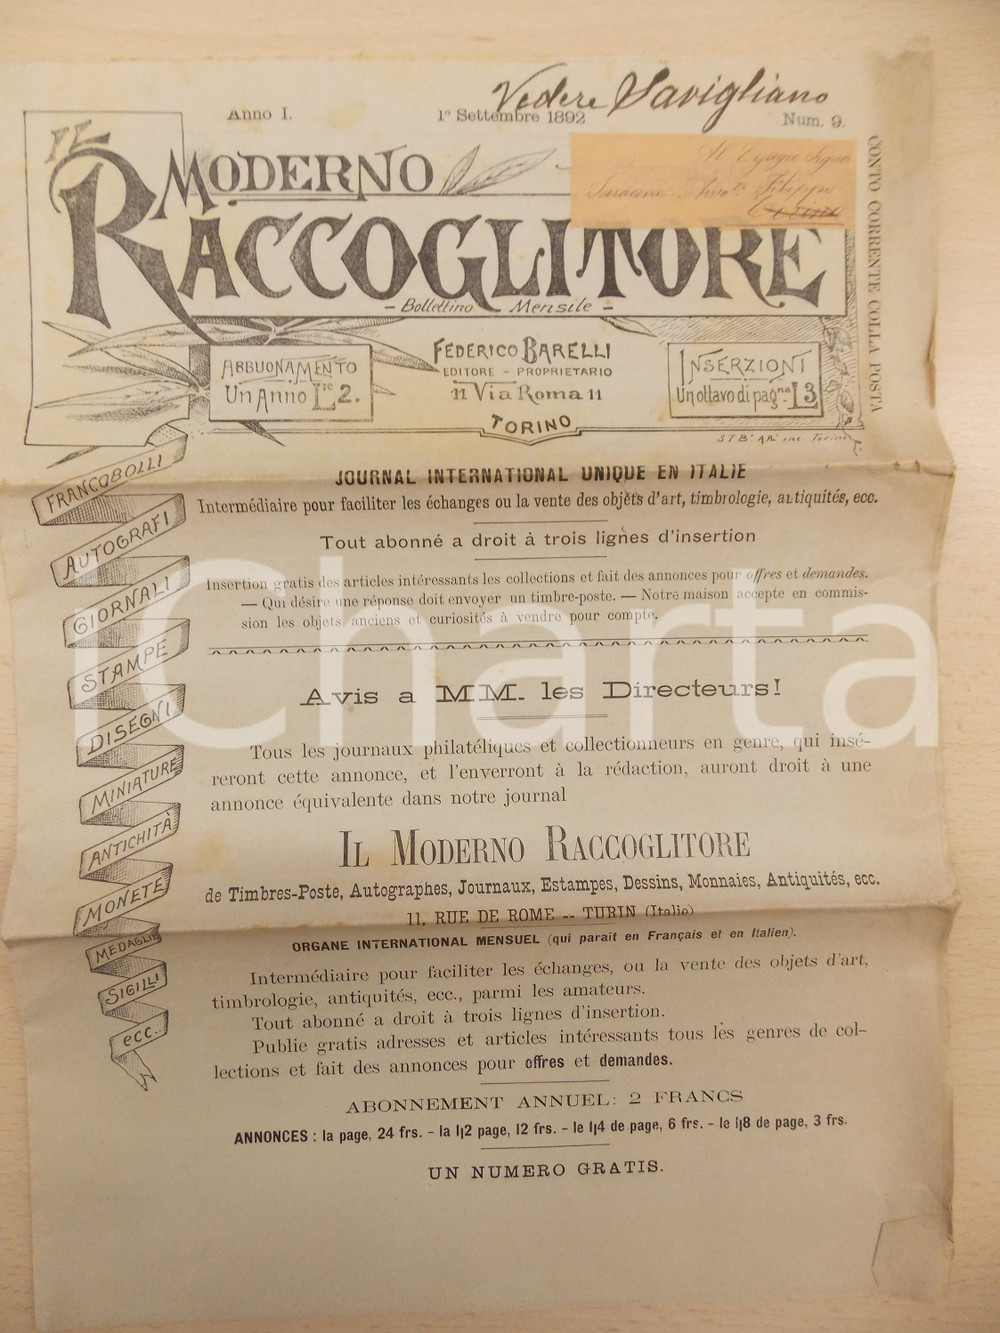 Vedere Savigliano
Anno I.
1º Settembre 1892
Num. 9.
IL
MODERNO
RACCOGLITORE
- Bollettino Mensile -
Filippo
CONTO CORRENTE COLLA POSTA
ABBUONAMENTO
Un Anno Lire 2.
FEDERICO BARELLI
EDITORE - PROPRIETARIO
11 Via Roma 11
TORINO
INSERZIONI
Un ottavo di pagna L3
FRANCOBOLLI
AUTOGRAFI
GIORNALI
STAMPE
DISEGNI
MINIATURE
ANTICHITÀ
MONETE
MEDAGLIE
SIGILLI
ecc...
JOURNAL INTERNATIONAL UNIQUE EN ITALIE
Intermédiaire pour faciliter les échanges ou la vente des objèts d'art, timbrologie, antiquités, ecc.
Tout abonné a droit à trois lignes d'insertion
Insertion gratis des articles intéressants les collections et fait des annonces pour offres et demandes.
— Qui désire une réponse doit envoyer un timbre-poste. — Notre maison accepte en commis-
sion les objets anciens et curiosités à vendre pour compte.
Avis a MM. les Directeurs!
Tous les journaux philatéliques et collectionneurs en genre, qui insé-
reront cette annonce, et l'enverront à la rédaction, auront droit à une
annonce équivalente dans notre journal
IL MODERNO RACCOGLITORE
de Timbres-Poste, Autographes, Journaux, Estampes, Dessins, Monnaies, Antiquités, ecc.
11, RUE DE ROME -- TURIN (Italie)
ORGANE INTERNATIONAL MENSUEL (qui parait en Français et en Italien).
Intermédiaire pour faciliter les échanges, ou la vente des objets d'art,
timbrologie, antiquités, ecc., parmi les amateurs.
Tout abonné a droit à trois lignes d'insertion.
Publie gratis adresses et articles intéressants tous lès genres de col-
lections et fait des annonces pour offres et demandes.
ABONNEMENT ANNUEL: 2 FRANCS
ANNONCES : la page, 24 frs. - la 1|2 page, 12 frs. - le 1|4 de page, 6 frs. - le 1|8 de page, 3 frs.
UN NUMERO GRATIS.
iCharta